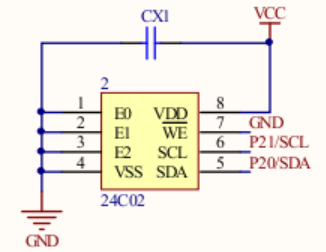 CX1
VCC
2
1 E0 VDD 8
2 E1 WE 7 GND
3 E2 SCL 6 P21/SCL
4 VSS SDA 5 P20/SDA
24C02
GND